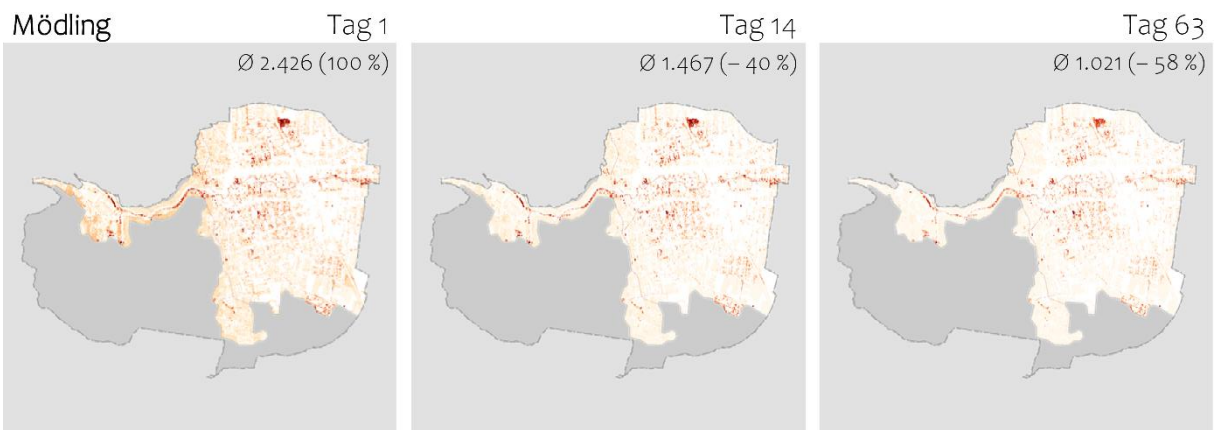 Mödling Tag 1 Tag 14 Tag 63
Ø 2.426 (100 %) Ø 1.467 (– 40 %) Ø 1.021 (– 58 %)